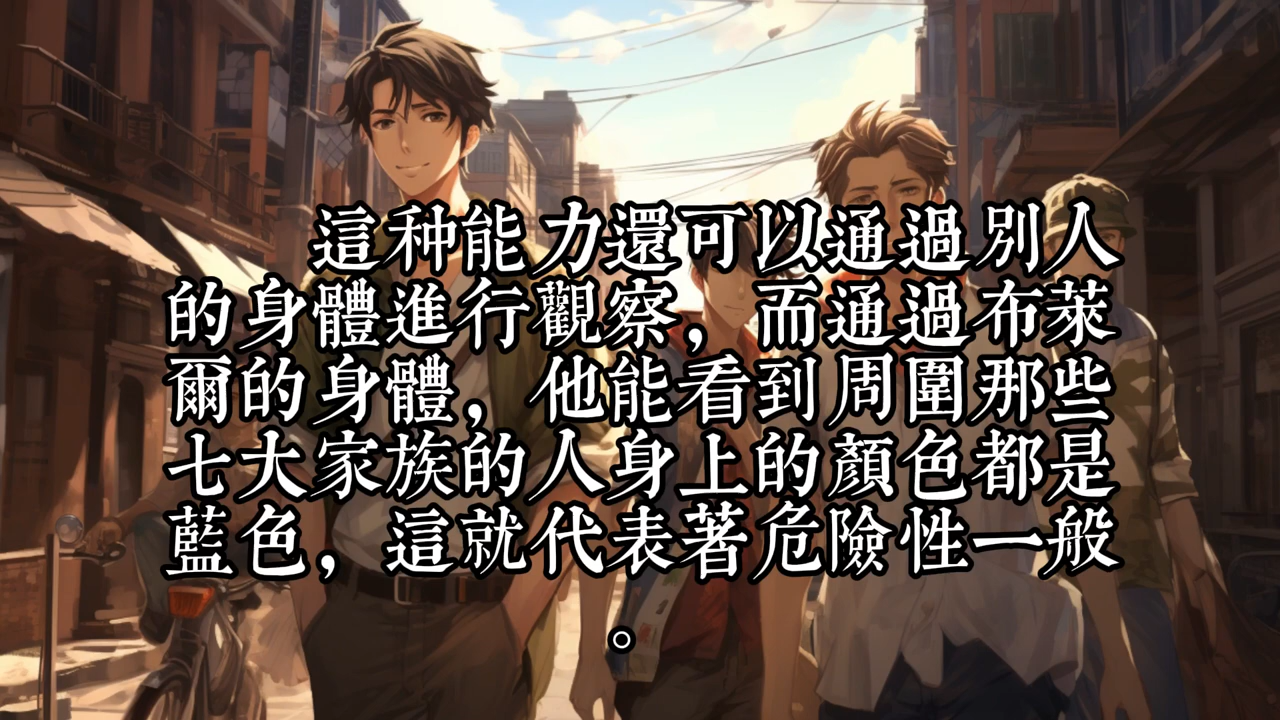 這种能力還可以通過別人
的身體進行觀察，而通過布萊
爾的身體，他能看到周圍那些
七大家族的人身上的顏色都是
藍色，這就代表著危險性一般
。